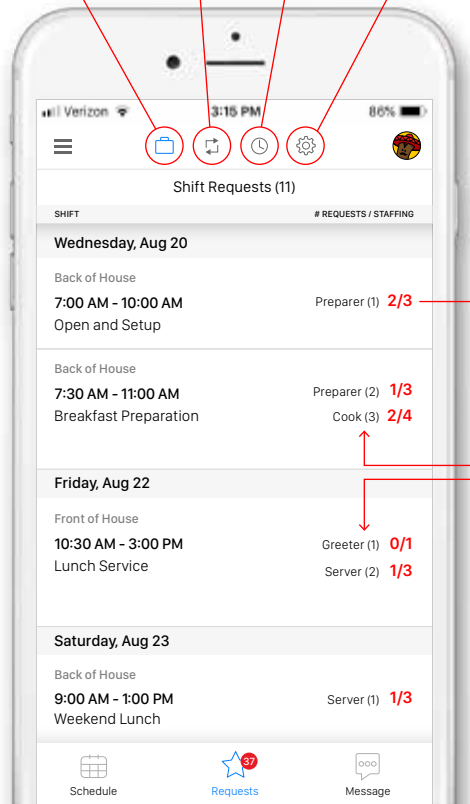 Verizon 3:15 PM 86%
Shift Requests (11)
SHIFT # REQUESTS / STAFFING
Wednesday, Aug 20
Back of House
7:00 AM - 10:00 AM Preparer (1) 2/3
Open and Setup
Back of House
7:30 AM - 11:00 AM Preparer (2) 1/3
Breakfast Preparation Cook (3) 2/4
Friday, Aug 22
Front of House
10:30 AM - 3:00 PM Greeter (1) 0/1
Lunch Service Server (2) 1/3
Saturday, Aug 23
Back of House
9:00 AM - 1:00 PM Server (1) 1/3
Weekend Lunch
37
Schedule Requests Message